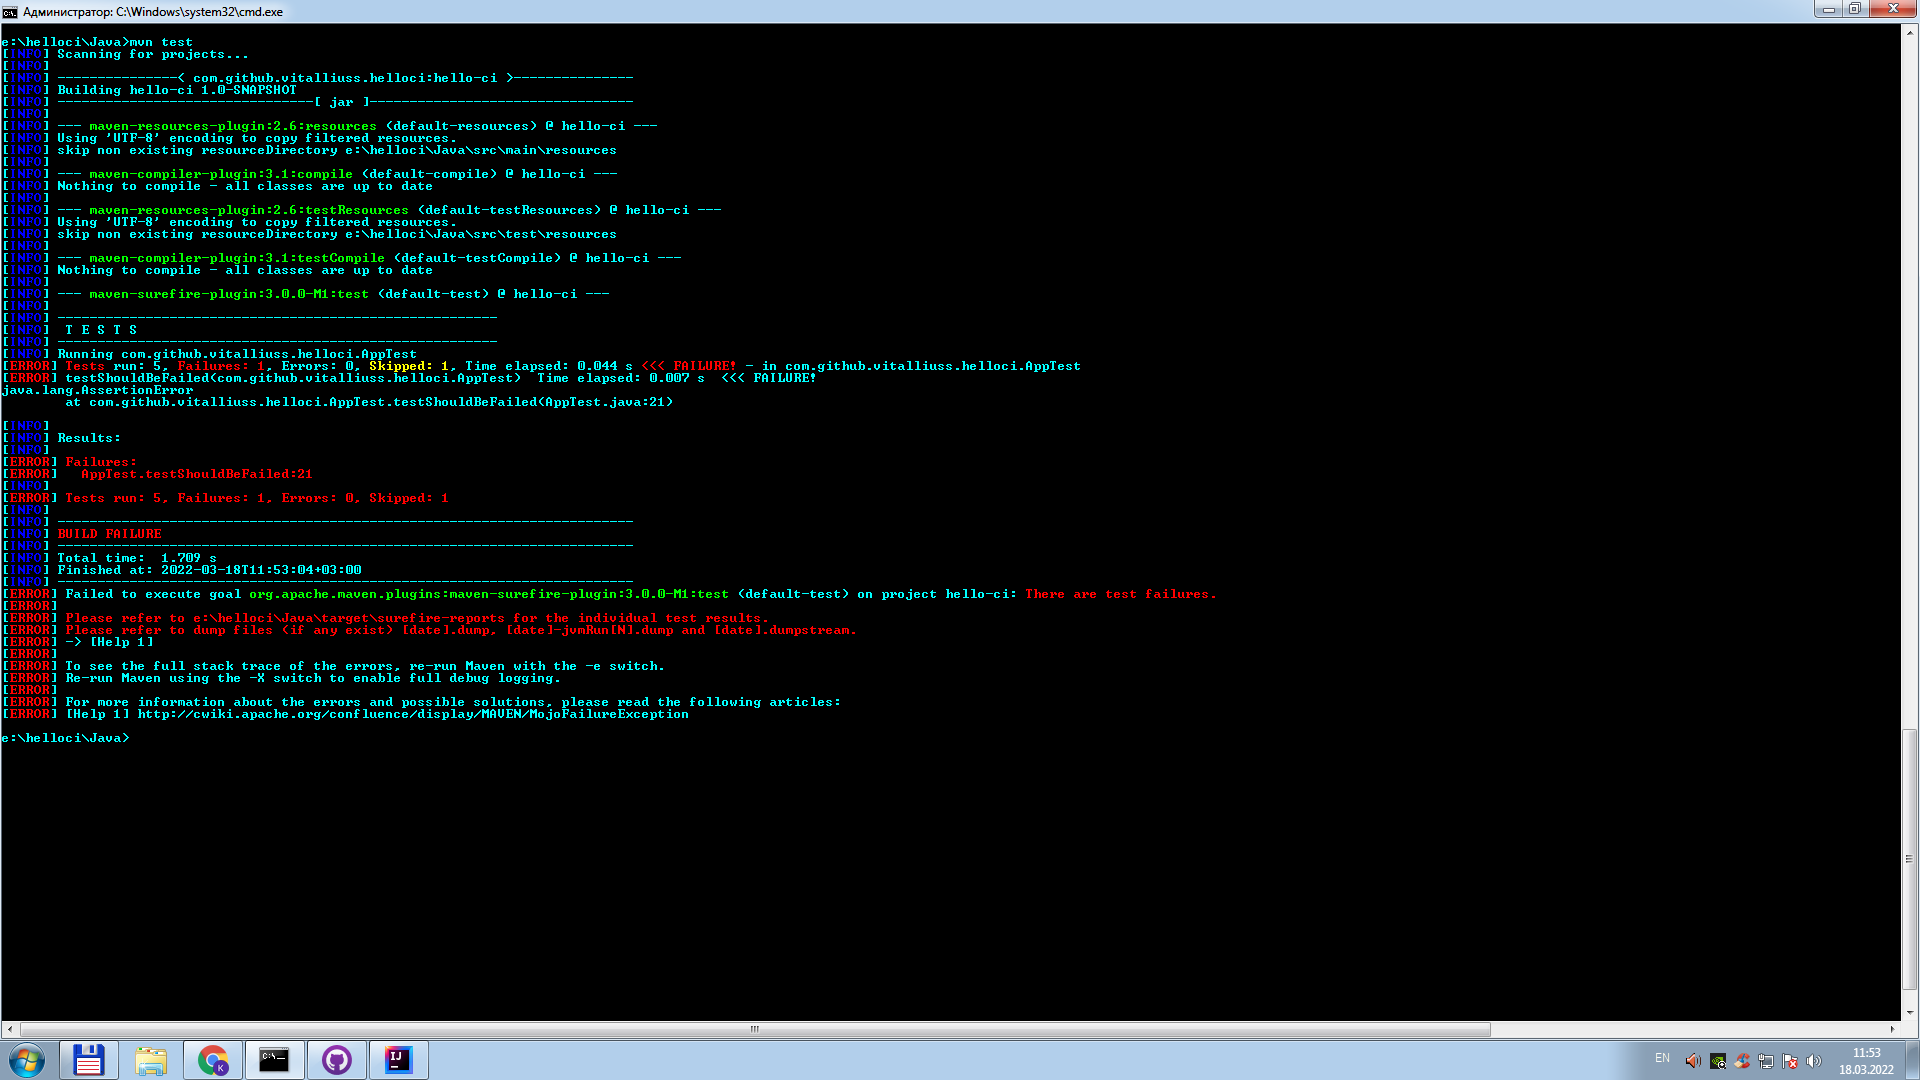 Администратор: C:\Windows\system32\cmd.exe
e:\helloci\Java>mvn test
[INFO] Scanning for projects...
[INFO]
[INFO] ---------------< com.github.vitalliuss.helloci:hello-ci >---------------
[INFO] Building hello-ci 1.0-SNAPSHOT
[INFO] --------------------------------[ jar ]---------------------------------
[INFO]
[INFO] --- maven-resources-plugin:2.6:resources (default-resources) @ hello-ci ---
[INFO] Using 'UTF-8' encoding to copy filtered resources.
[INFO] skip non existing resourceDirectory e:\helloci\Java\src\main\resources
[INFO]
[INFO] --- maven-compiler-plugin:3.1:compile (default-compile) @ hello-ci ---
[INFO] Nothing to compile - all classes are up to date
[INFO]
[INFO] --- maven-resources-plugin:2.6:testResources (default-testResources) @ hello-ci ---
[INFO] Using 'UTF-8' encoding to copy filtered resources.
[INFO] skip non existing resourceDirectory e:\helloci\Java\src\test\resources
[INFO]
[INFO] --- maven-compiler-plugin:3.1:testCompile (default-testCompile) @ hello-ci ---
[INFO] Nothing to compile - all classes are up to date
[INFO]
[INFO] --- maven-surefire-plugin:3.0.0-M1:test (default-test) @ hello-ci ---
[INFO]
[INFO] -------------------------------------------------------
[INFO]  T E S T S
[INFO] -------------------------------------------------------
[INFO] Running com.github.vitalliuss.helloci.AppTest
[ERROR] Tests run: 5, Failures: 1, Errors: 0, Skipped: 1, Time elapsed: 0.044 s <<< FAILURE! - in com.github.vitalliuss.helloci.AppTest
[ERROR] testShouldBeFailed(com.github.vitalliuss.helloci.AppTest)  Time elapsed: 0.007 s  <<< FAILURE!
java.lang.AssertionError
        at com.github.vitalliuss.helloci.AppTest.testShouldBeFailed(AppTest.java:21)
[INFO]
[INFO] Results:
[INFO]
[ERROR] Failures:
[ERROR]   AppTest.testShouldBeFailed:21
[INFO]
[ERROR] Tests run: 5, Failures: 1, Errors: 0, Skipped: 1
[INFO]
[INFO] ------------------------------------------------------------------------
[INFO] BUILD FAILURE
[INFO] ------------------------------------------------------------------------
[INFO] Total time:  1.709 s
[INFO] Finished at: 2022-03-18T11:53:04+03:00
[INFO] ------------------------------------------------------------------------
[ERROR] Failed to execute goal org.apache.maven.plugins:maven-surefire-plugin:3.0.0-M1:test (default-test) on project hello-ci: There are test failures.
[ERROR]
[ERROR] Please refer to e:\helloci\Java\target\surefire-reports for the individual test results.
[ERROR] Please refer to dump files (if any exist) [date].dump, [date]-jvmRun[N].dump and [date].dumpstream.
[ERROR] -> [Help 1]
[ERROR]
[ERROR] To see the full stack trace of the errors, re-run Maven with the -e switch.
[ERROR] Re-run Maven using the -X switch to enable full debug logging.
[ERROR]
[ERROR] For more information about the errors and possible solutions, please read the following articles:
[ERROR] [Help 1] http://cwiki.apache.org/confluence/display/MAVEN/MojoFailureException
e:\helloci\Java>
K
C:\_
IJ
EN
11:53
18.03.2022